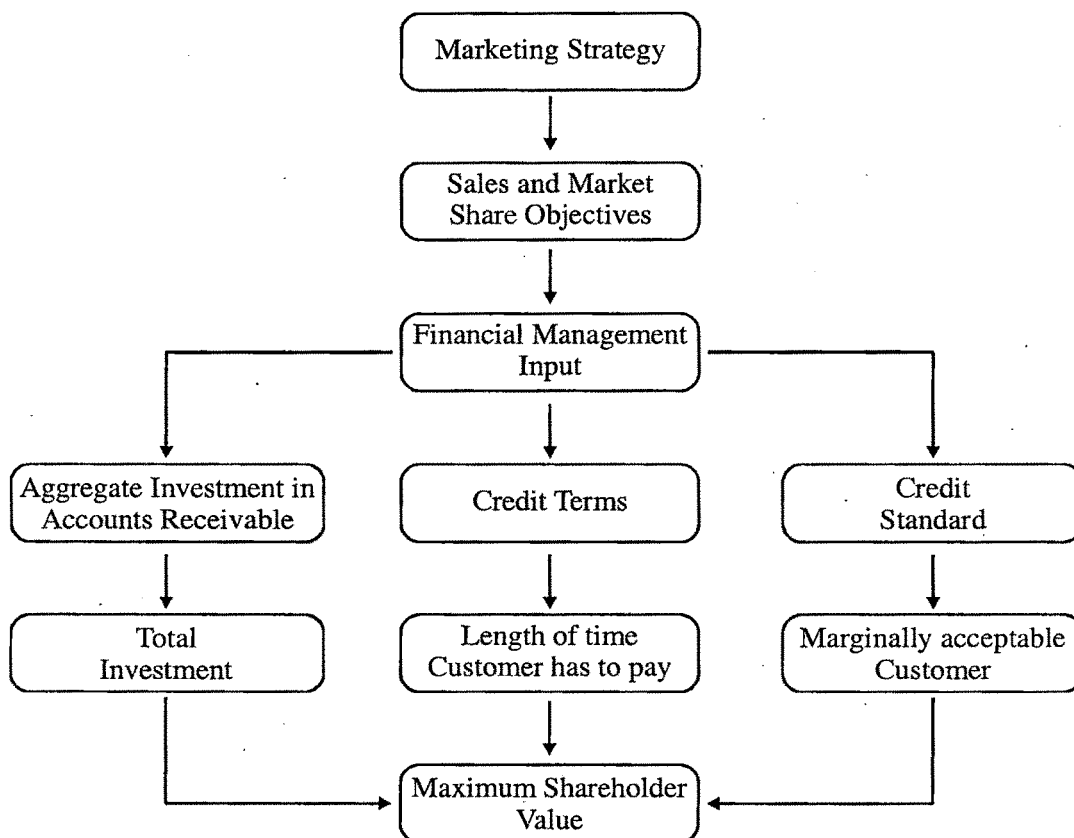 Marketing Strategy
Sales and Market
Share Objectives
Financial Management
Input
Aggregate Investment in
Accounts Receivable
Credit Terms
Credit
Standard
Total
Investment
Length of time
Customer has to pay
Marginally acceptable
Customer
Maximum Shareholder
Value